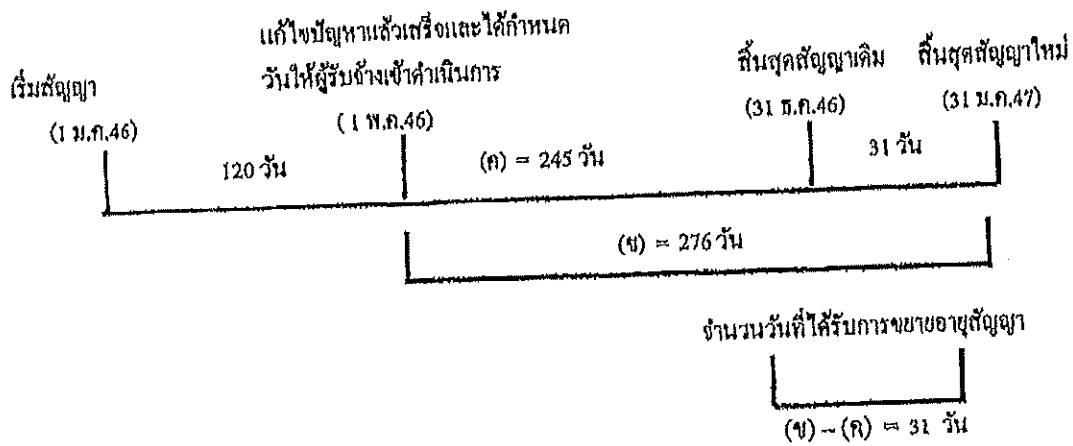 แก้ไขปัญหาแล้วเสร็จและได้กำหนด
วันให้ผู้รับจ้างเข้าดำเนินการ
เริ่มสัญญา
(1 ม.ค.46)
(1 พ.ค.46)
สิ้นสุดสัญญาเดิม
(31 ธ.ค.46)
สิ้นสุดสัญญาใหม่
(31 ม.ค.47)
120 วัน
(ค) = 245 วัน
31 วัน
(ข) = 276 วัน
จำนวนวันที่ได้รับการขยายอายุสัญญา
(ข) - (ค) = 31 วัน